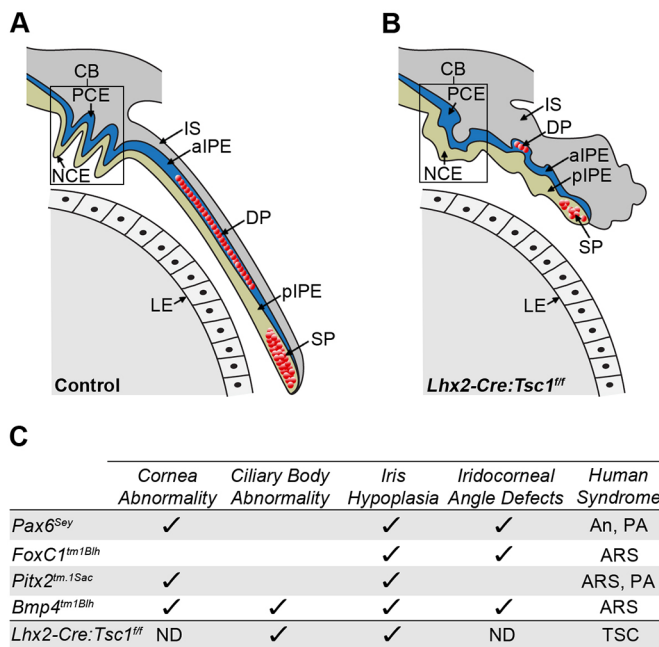 A
CB
PCE
IS
aIPE
NCE
DP
pIPE
LE
SP
Control
B
CB
PCE
IS
DP
aIPE
pIPE
NCE
SP
LE
Lhx2-Cre:Tsc1f/f
C
Cornea Ciliary Body Iris Iridocorneal Human
Abnormality Abnormality Hypoplasia Angle Defects Syndrome
Pax6Sey ✓ ✓ ✓ An, PA
FoxC1tm1Blh ✓ ✓ ARS
Pitx2tm.1Sac ✓ ✓ ARS, PA
Bmp4tm1Blh ✓ ✓ ✓ ✓ ARS
Lhx2-Cre:Tsc1f/f ND ✓ ✓ ND TSC